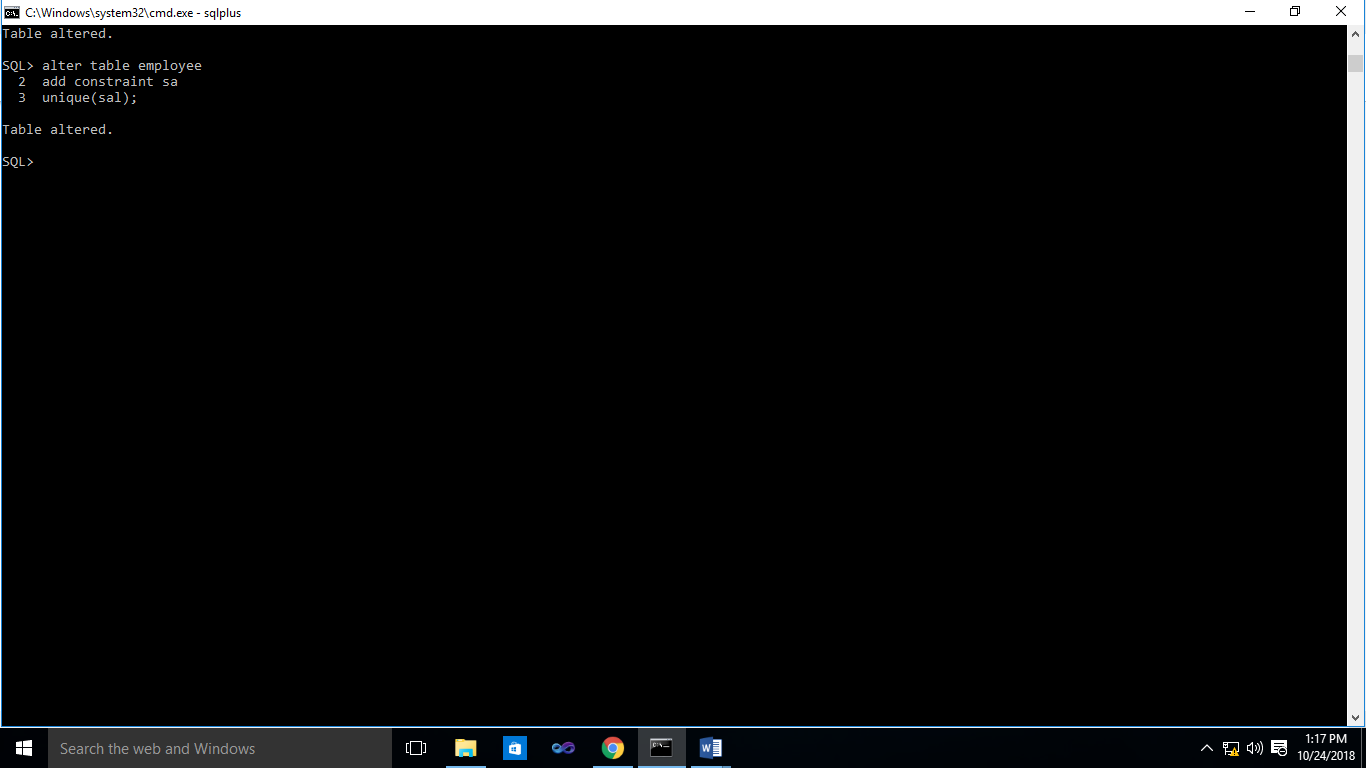 C:\Windows\system32\cmd.exe - sqlplus
Table altered.
SQL> alter table employee
2 add constraint sa
3 unique(sal);
Table altered.
SQL>
Search the web and Windows
1:17 PM
10/24/2018